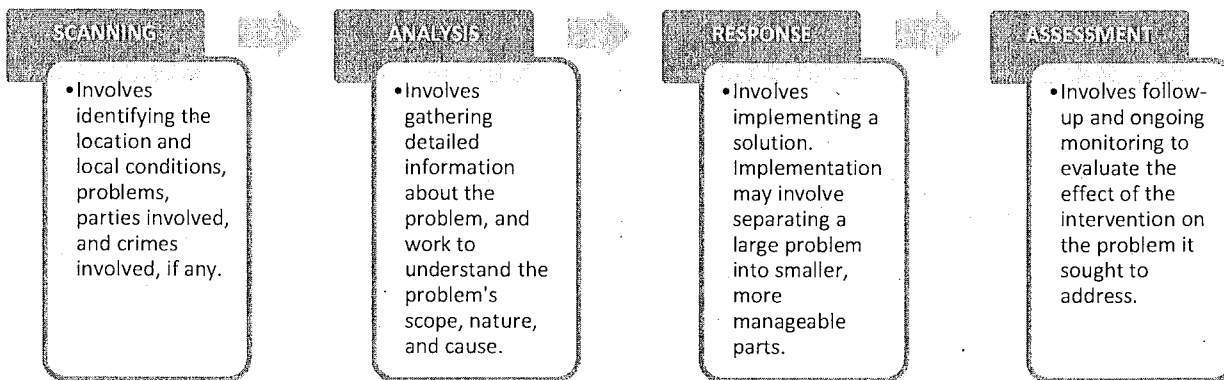 SCANNING
•Involves
identifying the
location and
local conditions,
problems,
parties involved,
and crimes
involved, if any.
ANALYSIS
•Involves
gathering
detailed
information
about the
problem, and
work to
understand the
problem's
scope, nature,
and cause.
RESPONSE
•Involves
implementing a
solution.
Implementation
may involve
separating a
large problem
into smaller,
more
manageable
parts.
ASSESSMENT
•Involves follow-
up and ongoing
monitoring to
evaluate the
effect of the
intervention on
the problem it
sought to
address.